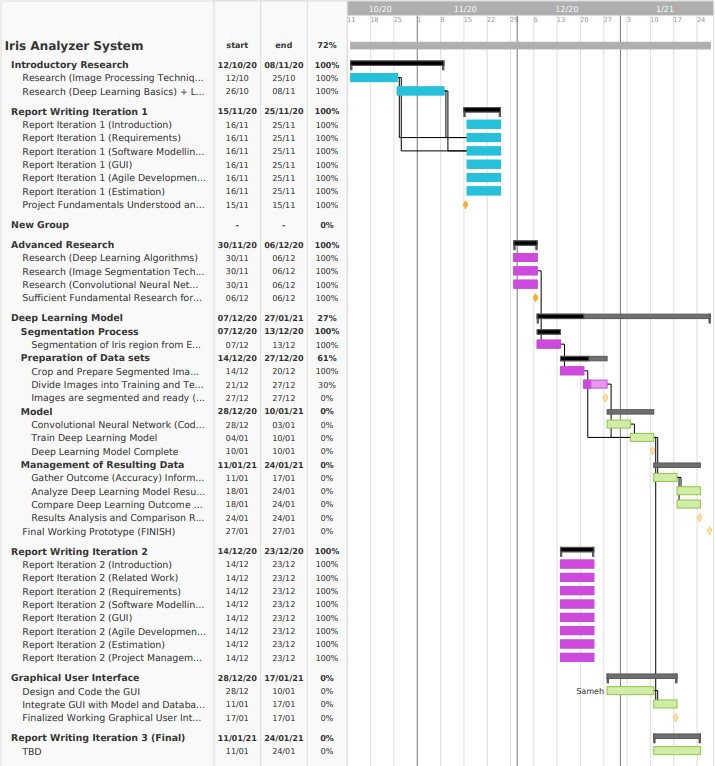 10/20 11/20 12/20 1/21
11 18 25 1 8 15 22 29 6 13 20 27 3 10 17 24
Iris Analyzer System start end 72%
Introductory Research 12/10/20 08/11/20 100%
Research (Image Processing Techniq... 12/10 25/10 100%
Research (Deep Learning Basics) + L... 26/10 08/11 100%
Report Writing Iteration 1 15/11/20 25/11/20 100%
Report Iteration 1 (Introduction) 16/11 25/11 100%
Report Iteration 1 (Requirements) 16/11 25/11 100%
Report Iteration 1 (Software Modellin... 16/11 25/11 100%
Report Iteration 1 (GUI) 16/11 25/11 100%
Report Iteration 1 (Agile Developmen... 16/11 25/11 100%
Report Iteration 1 (Estimation) 16/11 25/11 100%
Project Fundamentals Understood an... 15/11 15/11 100%
New Group - - 0%
Advanced Research 30/11/20 06/12/20 100%
Research (Deep Learning Algorithms) 30/11 06/12 100%
Research (Image Segmentation Tech... 30/11 06/12 100%
Research (Convolutional Neural Net... 30/11 06/12 100%
Sufficient Fundamental Research for... 06/12 06/12 100%
Deep Learning Model 07/12/20 27/01/21 27%
Segmentation Process 07/12/20 13/12/20 100%
Segmentation of Iris region from E... 07/12 13/12 100%
Preparation of Data sets 14/12/20 27/12/20 61%
Crop and Prepare Segmented Ima... 14/12 20/12 100%
Divide Images into Training and Te... 21/12 27/12 30%
Images are segmented and ready (... 27/12 27/12 0%
Model 28/12/20 10/01/21 0%
Convolutional Neural Network (Cod... 28/12 03/01 0%
Train Deep Learning Model 04/01 10/01 0%
Deep Learning Model Complete 10/01 10/01 0%
Management of Resulting Data 11/01/21 24/01/21 0%
Gather Outcome (Accuracy) Inform... 11/01 17/01 0%
Analyze Deep Learning Model Resu... 18/01 24/01 0%
Compare Deep Learning Outcome ... 18/01 24/01 0%
Results Analysis and Comparison R... 24/01 24/01 0%
Final Working Prototype (FINISH) 27/01 27/01 0%
Report Writing Iteration 2 14/12/20 23/12/20 100%
Report Iteration 2 (Introduction) 14/12 23/12 100%
Report Iteration 2 (Related Work) 14/12 23/12 100%
Report Iteration 2 (Requirements) 14/12 23/12 100%
Report Iteration 2 (Software Modellin... 14/12 23/12 100%
Report Iteration 2 (GUI) 14/12 23/12 100%
Report Iteration 2 (Agile Developmen... 14/12 23/12 100%
Report Iteration 2 (Estimation) 14/12 23/12 100%
Report Iteration 2 (Project Managem... 14/12 23/12 100%
Graphical User Interface 28/12/20 17/01/21 0%
Design and Code the GUI 28/12 10/01 0% Sameh
Integrate GUI with Model and Databa... 11/01 17/01 0%
Finalized Working Graphical User Int... 17/01 17/01 0%
Report Writing Iteration 3 (Final) 11/01/21 24/01/21 0%
TBD 11/01 24/01 0%